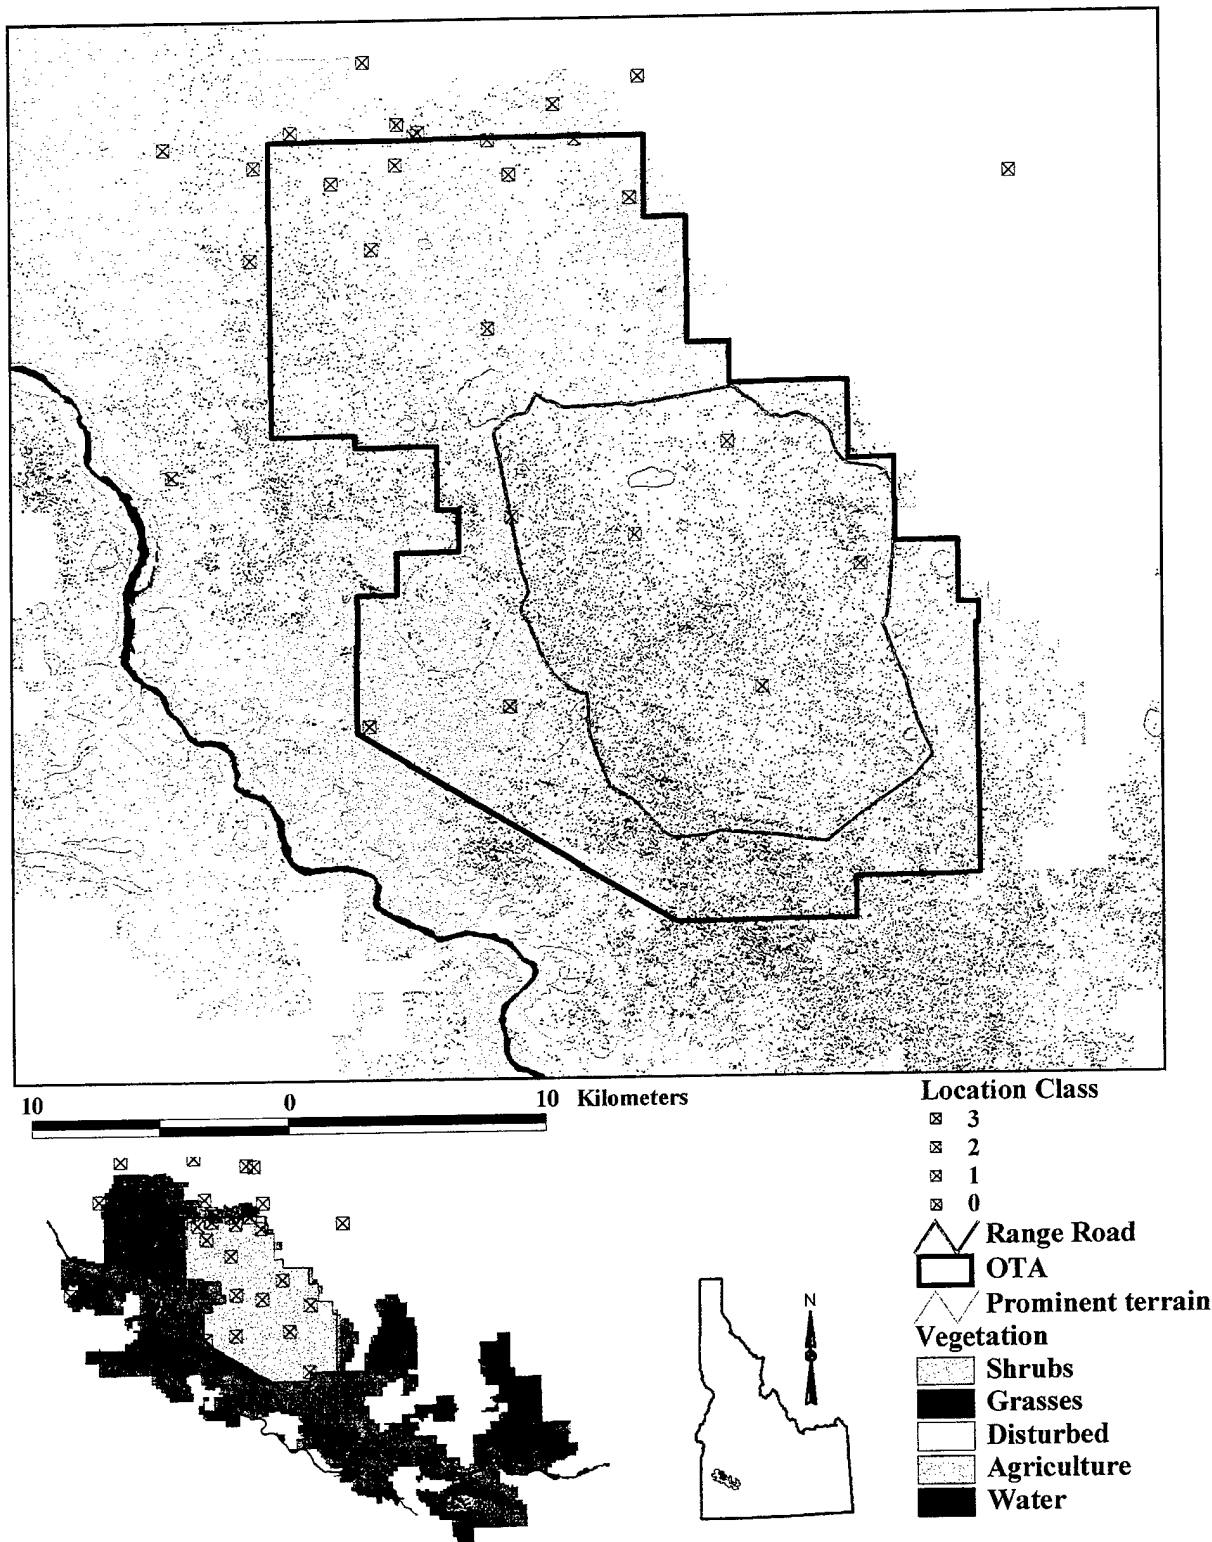 10 0 10 Kilometers
Location Class
3
2
1
0
Range Road
OTA
Prominent terrain
Vegetation
Shrubs
Grasses
Disturbed
Agriculture
Water
N